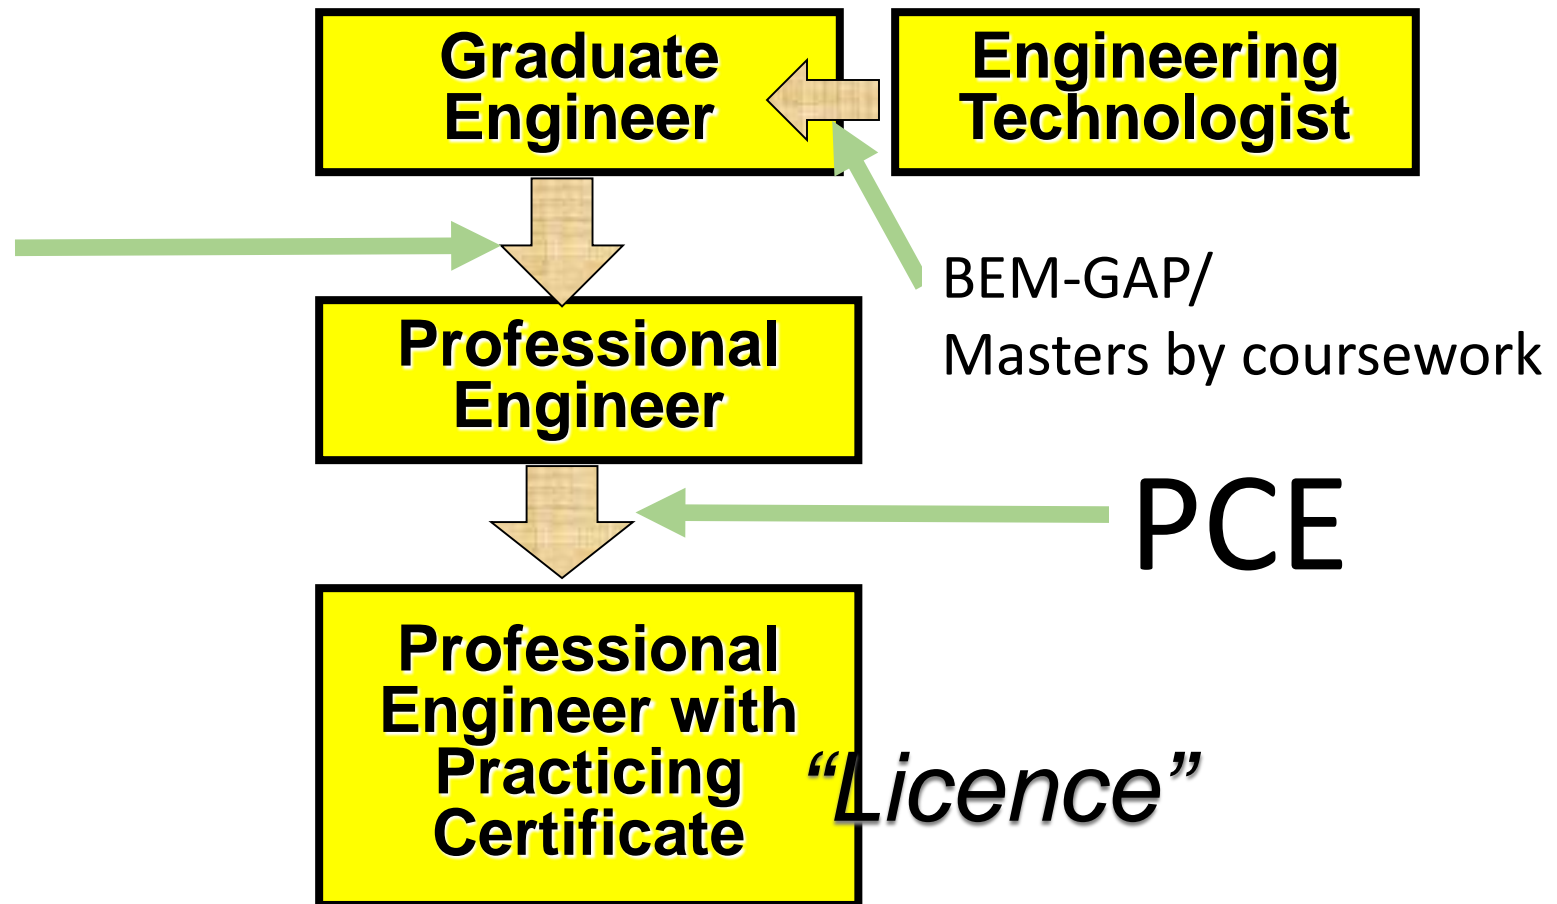 Graduate
Engineer
Engineering
Technologist
BEM-GAP/
Masters by coursework
Professional
Engineer
PCE
Professional
Engineer with
Practicing
Certificate
“Licence”